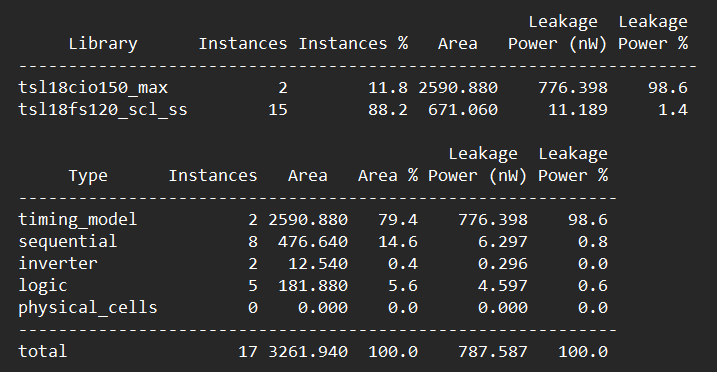 Leakage   Leakage
     Library      Instances Instances %   Area   Power (nW) Power %
--------------------------------------------------------------------
tsl18cio150_max           2        11.8 2590.880    776.398    98.6
tsl18fs120_scl_ss        15        88.2  671.060     11.189     1.4
                                           Leakage  Leakage
     Type      Instances   Area   Area % Power (nW) Power %
------------------------------------------------------------
timing_model           2 2590.880   79.4    776.398    98.6
sequential             8  476.640   14.6      6.297     0.8
inverter               2   12.540    0.4      0.296     0.0
logic                  5  181.880    5.6      4.597     0.6
physical_cells         0    0.000    0.0      0.000     0.0
------------------------------------------------------------
total                 17 3261.940  100.0    787.587   100.0